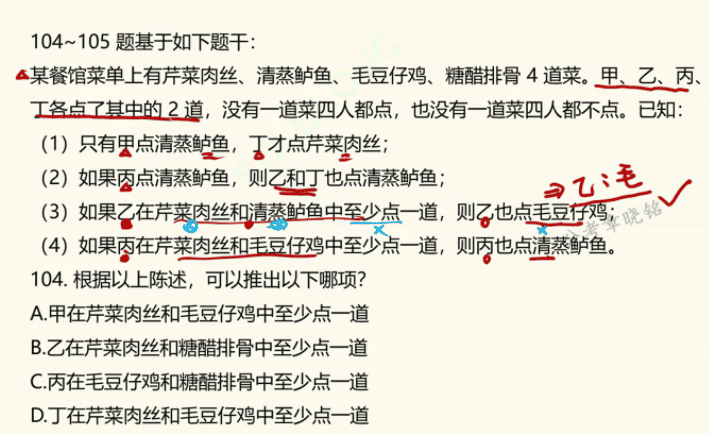 104~105 题基于如下题干：
某餐馆菜单上有芹菜肉丝、清蒸鲈鱼、毛豆仔鸡、糖醋排骨 4 道菜。甲、乙、丙、
丁各点了其中的 2 道，没有一道菜四人都点，也没有一道菜四人都不点。已知：
（1）只有甲点清蒸鲈鱼，丁才点芹菜肉丝；
（2）如果丙点清蒸鲈鱼，则乙和丁也点清蒸鲈鱼；
⇒乙：毛
（3）如果乙在芹菜肉丝和清蒸鲈鱼中至少点一道，则乙也点毛豆仔鸡；
（4）如果丙在芹菜肉丝和毛豆仔鸡中至少点一道，则丙也点清蒸鲈鱼。
104. 根据以上陈述，可以推出以下哪项？
A.甲在芹菜肉丝和毛豆仔鸡中至少点一道
B.乙在芹菜肉丝和糖醋排骨中至少点一道
C.丙在毛豆仔鸡和糖醋排骨中至少点一道
D.丁在芹菜肉丝和毛豆仔鸡中至少点一道